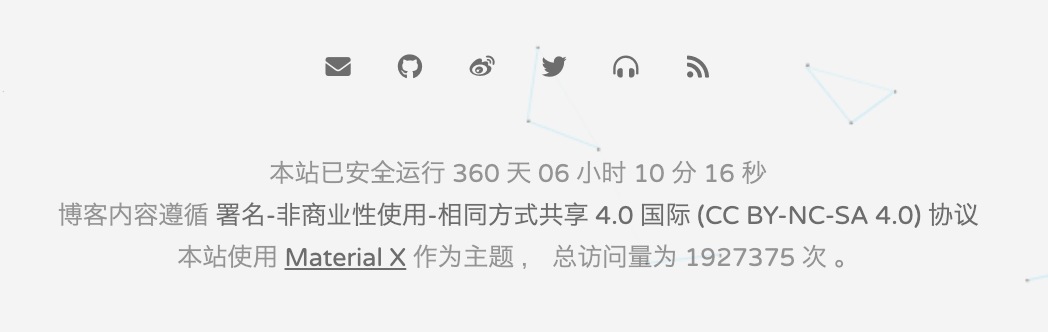 本站已安全运行 360 天 06 小时 10 分 16 秒
博客内容遵循 署名-非商业性使用-相同方式共享 4.0 国际 (CC BY-NC-SA 4.0) 协议
本站使用 Material X 作为主题 ， 总访问量为 1927375 次 。